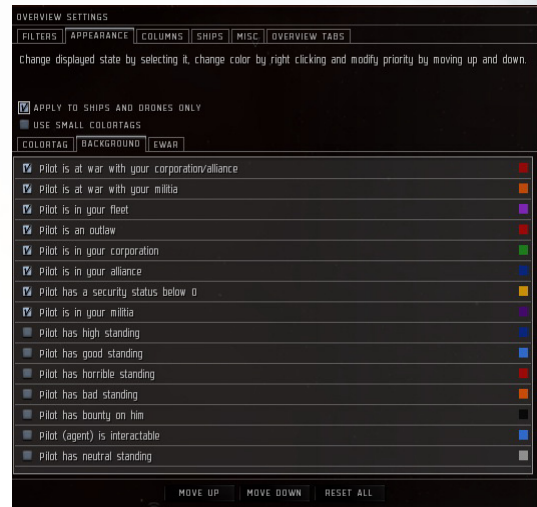 OVERVIEW SETTINGS
FILTERS APPEARANCE COLUMNS SHIPS MISC OVERVIEW TABS
Change displayed state by selecting it, change color by right clicking and modify priority by moving up and down.
APPLY TO SHIPS AND DRONES ONLY
USE SMALL COLORTAGS
COLORTAG BACKGROUND EWAR
Pilot is at war with your corporation/alliance
Pilot is at war with your militia
Pilot is in your fleet
Pilot is an outlaw
Pilot is in your corporation
Pilot is in your alliance
Pilot has a security status below 0
Pilot is in your militia
Pilot has high standing
Pilot has good standing
Pilot has horrible standing
Pilot has bad standing
Pilot has bounty on him
Pilot (agent) is interactable
Pilot has neutral standing
MOVE UP MOVE DOWN RESET ALL